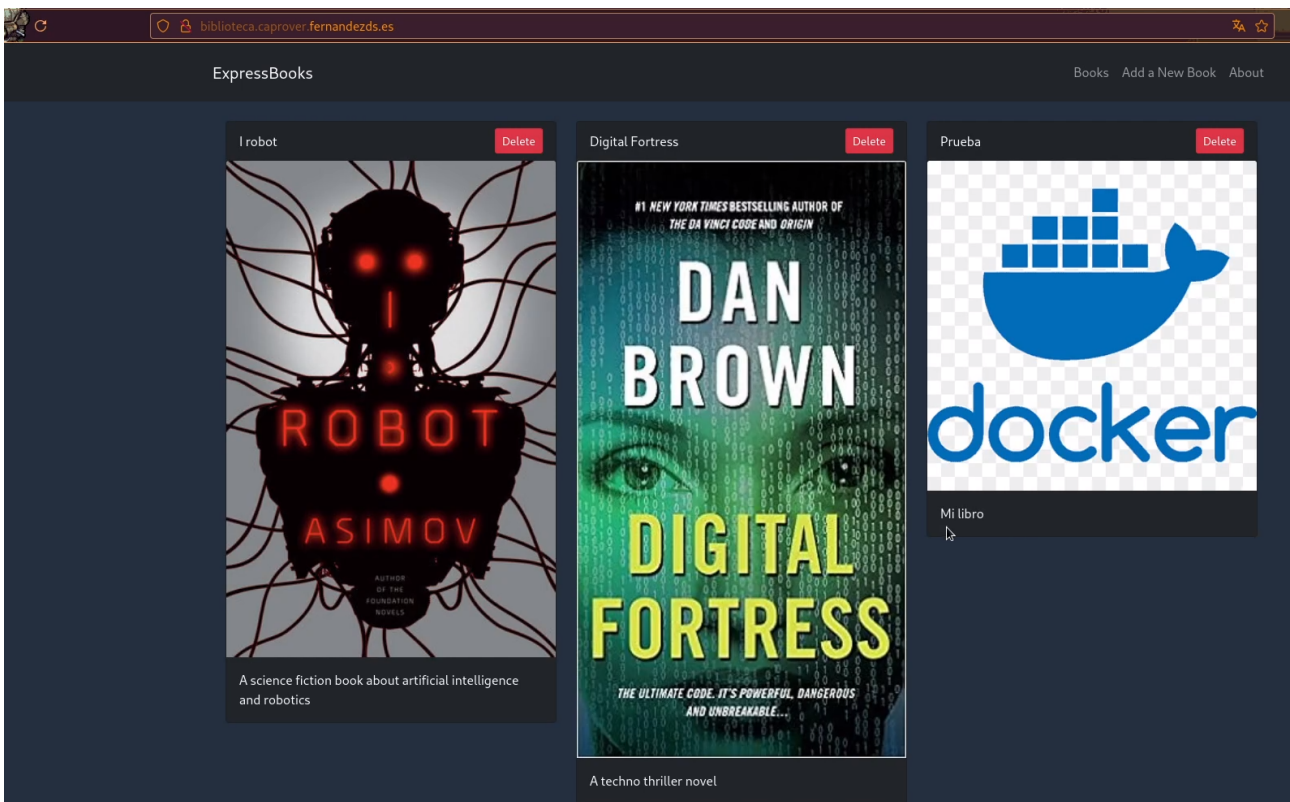 biblioteca.caprover.fernandezds.es
ExpressBooks
Books Add a New Book About
I robot
Delete
ROBOT
ASIMOV
AUTHOR
OF THE
FOUNDATION
NOVELS
A science fiction book about artificial intelligence
and robotics
Digital Fortress
Delete
#1 NEW YORK TIMES BESTSELLING AUTHOR OF
THE DA VINCI CODE AND ORIGIN
DAN
BROWN
DIGITAL
FORTRESS
THE ULTIMATE CODE. IT'S POWERFUL, DANGEROUS
AND UNBREAKABLE...
A techno thriller novel
Prueba
Delete
docker
Mi libro